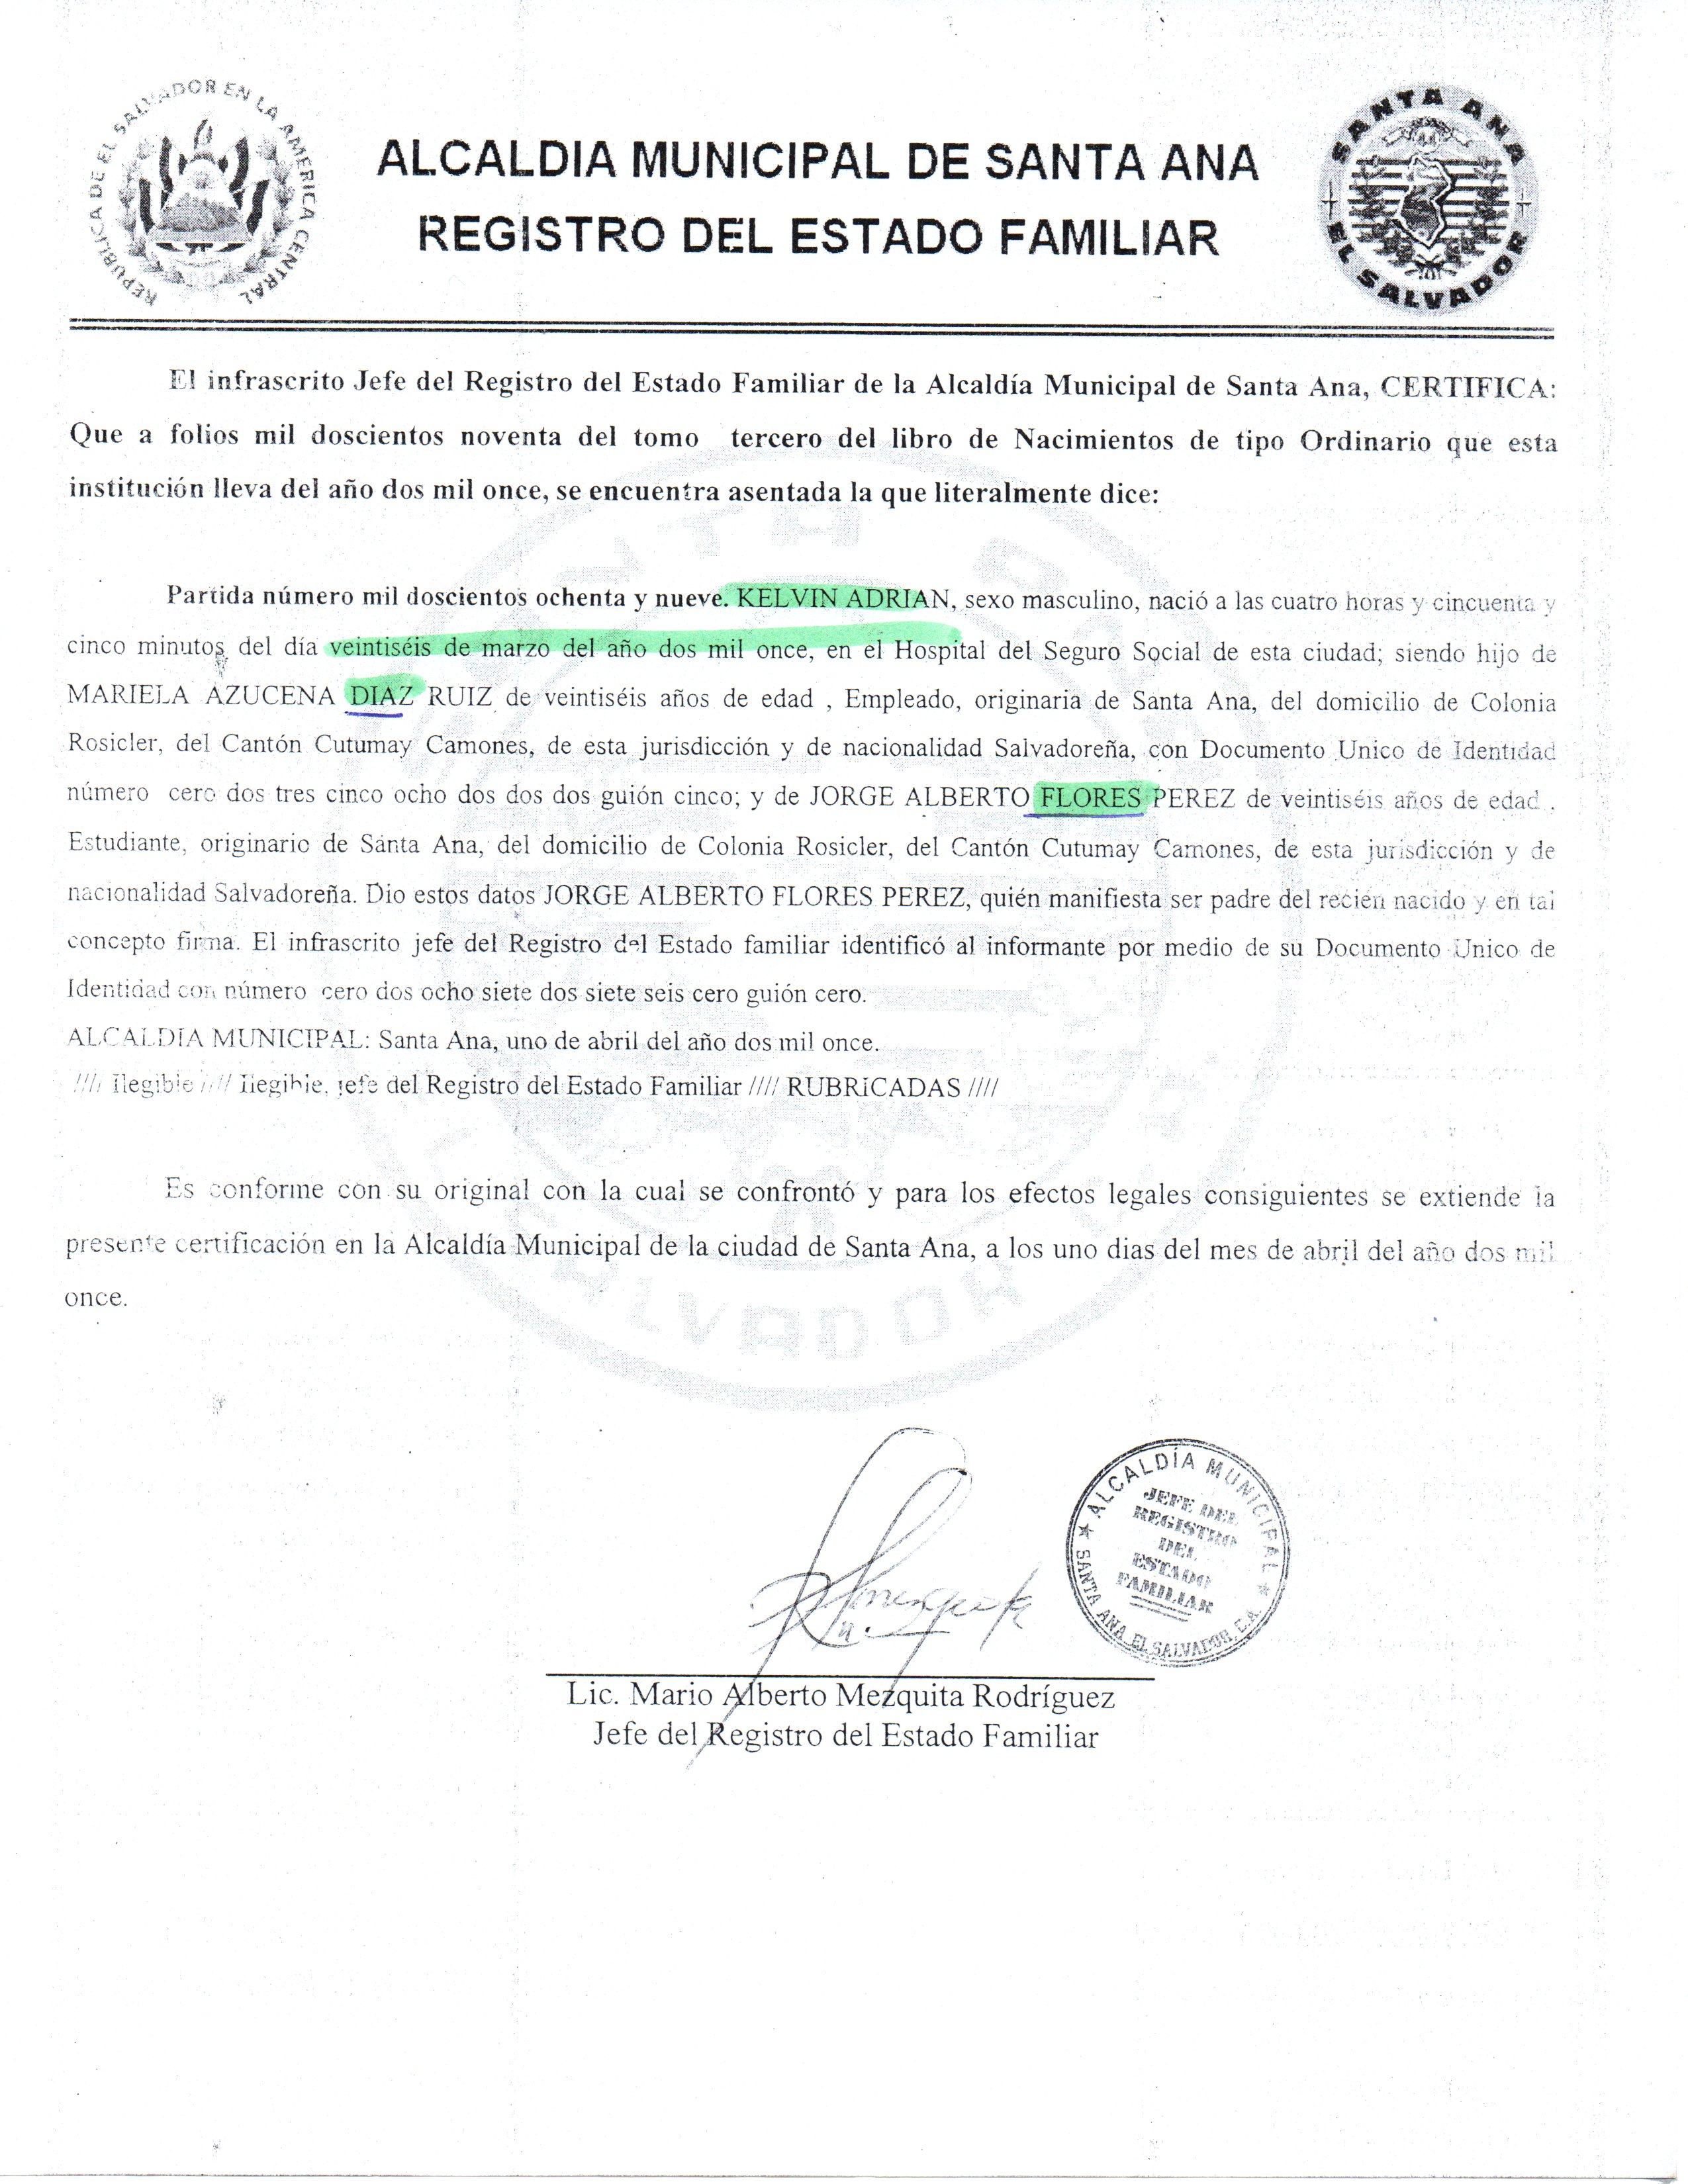 REPUBLICA DE EL SALVADOR EN LA AMERICA CENTRAL
ALCALDIA MUNICIPAL DE SANTA ANA
REGISTRO DEL ESTADO FAMILIAR
SANTA ANA
EL SALVADOR
El infrascrito Jefe del Registro del Estado Familiar de la Alcaldía Municipal de Santa Ana, CERTIFICA:
Que a folios mil doscientos noventa del tomo tercero del libro de Nacimientos de tipo Ordinario que esta
institución lleva del año dos mil once, se encuentra asentada la que literalmente dice:
Partida número mil doscientos ochenta y nueve. KELVIN ADRIAN, sexo masculino, nació a las cuatro horas y cincuenta y
cinco minutos del día veintiséis de marzo del año dos mil once, en el Hospital del Seguro Social de esta ciudad; siendo hijo de
MARIELA AZUCENA DIAZ RUIZ de veintiséis años de edad , Empleado, originaria de Santa Ana, del domicilio de Colonia
Rosicler, del Cantón Cutumay Camones, de esta jurisdicción y de nacionalidad Salvadoreña, con Documento Unico de Identidad
número cero dos tres cinco ocho dos dos dos guión cinco; y de JORGE ALBERTO FLORES PEREZ de veintiséis años de edad ,
Estudiante, originario de Santa Ana, del domicilio de Colonia Rosicler, del Cantón Cutumay Camones, de esta jurisdicción y de
nacionalidad Salvadoreña. Dio estos datos JORGE ALBERTO FLORES PEREZ, quién manifiesta ser padre del recien nacido y en tal
concepto firma. El infrascrito jefe del Registro del Estado familiar identificó al informante por medio de su Documento Unico de
Identidad con número cero dos ocho siete dos siete seis cero guión cero.
ALCALDIA MUNICIPAL: Santa Ana, uno de abril del año dos mil once.
//// Ilegible //// Ilegible. jefe del Registro del Estado Familiar //// RUBRICADAS ////
Es conforme con su original con la cual se confrontó y para los efectos legales consiguientes se extiende la
presente certificación en la Alcaldía Municipal de la ciudad de Santa Ana, a los uno dias del mes de abril del año dos mil
once.
ALCALDÍA MUNICIPAL
JEFE DEL
REGISTRO
DEL
ESTADO
FAMILIAR
SANTA ANA EL SALVADOR, C.A.
Lic. Mario Alberto Mezquita Rodríguez
Jefe del Registro del Estado Familiar